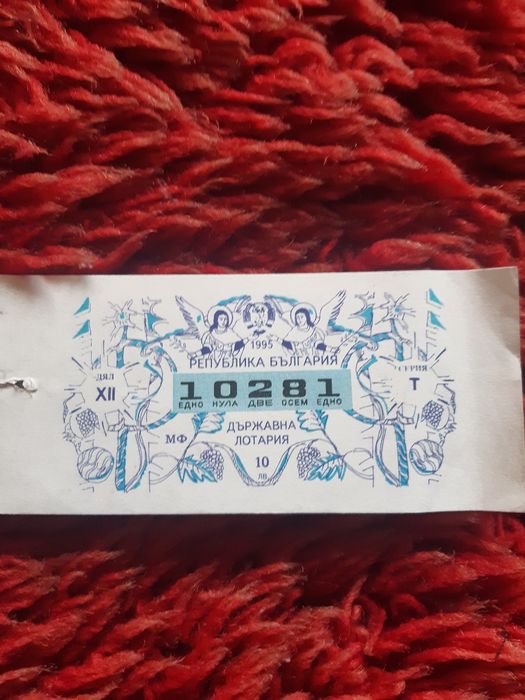 1995
РЕПУБЛИКА БЪЛГАРИЯ
ДЯЛ
XII
10281
ЕДНО НУЛА ДВЕ ОСЕМ ЕДНО
СЕРИЯ
Т
МФ
ДЪРЖАВНА
ЛОТАРИЯ
10
ЛВ